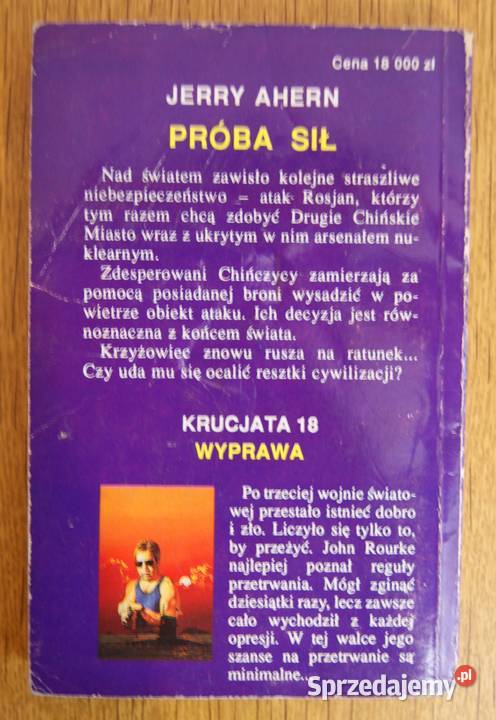 Cena 18 000 zł
JERRY AHERN
PRÓBA SIŁ
Nad światem zawisło kolejne straszliwe
niebezpieczeństwo – atak Rosjan, którzy
tym razem chcą zdobyć Drugie Chińskie
Miasto wraz z ukrytym w nim arsenałem nu-
klearnym.
Zdesperowani Chińczycy zamierzają za
pomocą posiadanej broni wysadzić w po-
wietrze obiekt ataku. Ich decyzja jest rów-
noznaczna z końcem świata.
Krzyżowiec znowu rusza na ratunek...
Czy uda mu się ocalić resztki cywilizacji?
KRUCJATA 18
WYPRAWA
Po trzeciej wojnie świato-
wej przestało istnieć dobro
i zło. Liczyło się tylko to,
by przeżyć. John Rourke
najlepiej poznał reguły
przetrwania. Mógł zginąć
dziesiątki razy, lecz zawsze
cało wychodził z każdej
opresji. W tej walce jego
szanse na przetrwanie są
minimalne...
Sprzedajemy.pl